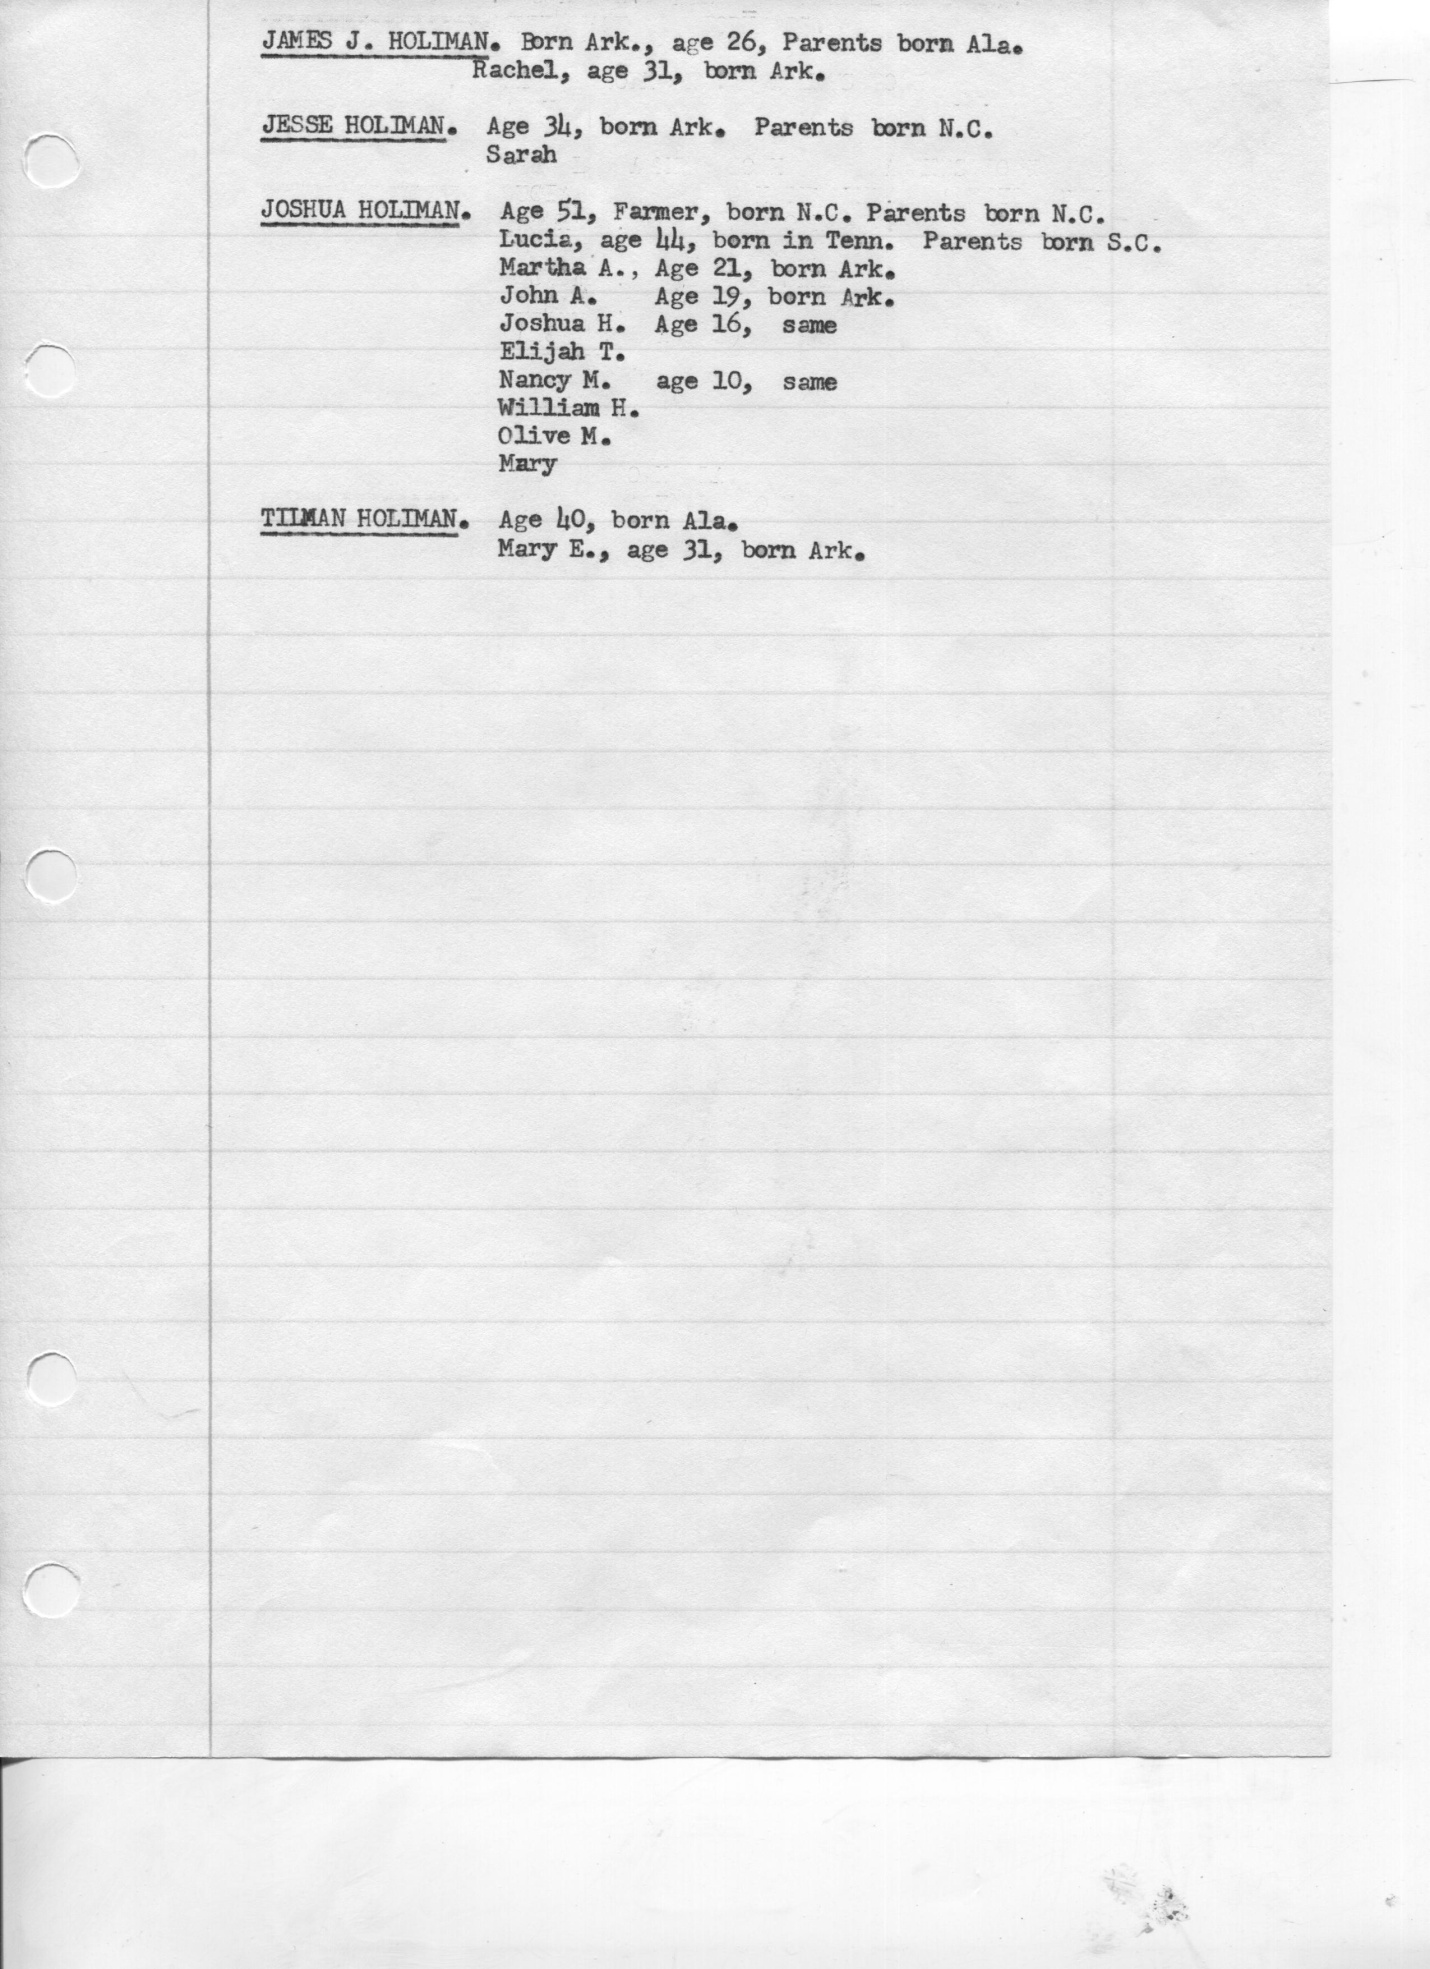 JAMES J. HOLIMAN. Born Ark., age 26, Parents born Ala.
Rachel, age 31, born Ark.
JESSE HOLIMAN. Age 34, born Ark. Parents born N.C.
Sarah
JOSHUA HOLIMAN. Age 51, Farmer, born N.C. Parents born N.C.
Lucia, age 44, born in Tenn. Parents born S.C.
Martha A., Age 21, born Ark.
John A. Age 19, born Ark.
Joshua H. Age 16, same
Elijah T.
Nancy M. age 10, same
William H.
Olive M.
Mary
TILMAN HOLIMAN. Age 40, born Ala.
Mary E., age 31, born Ark.